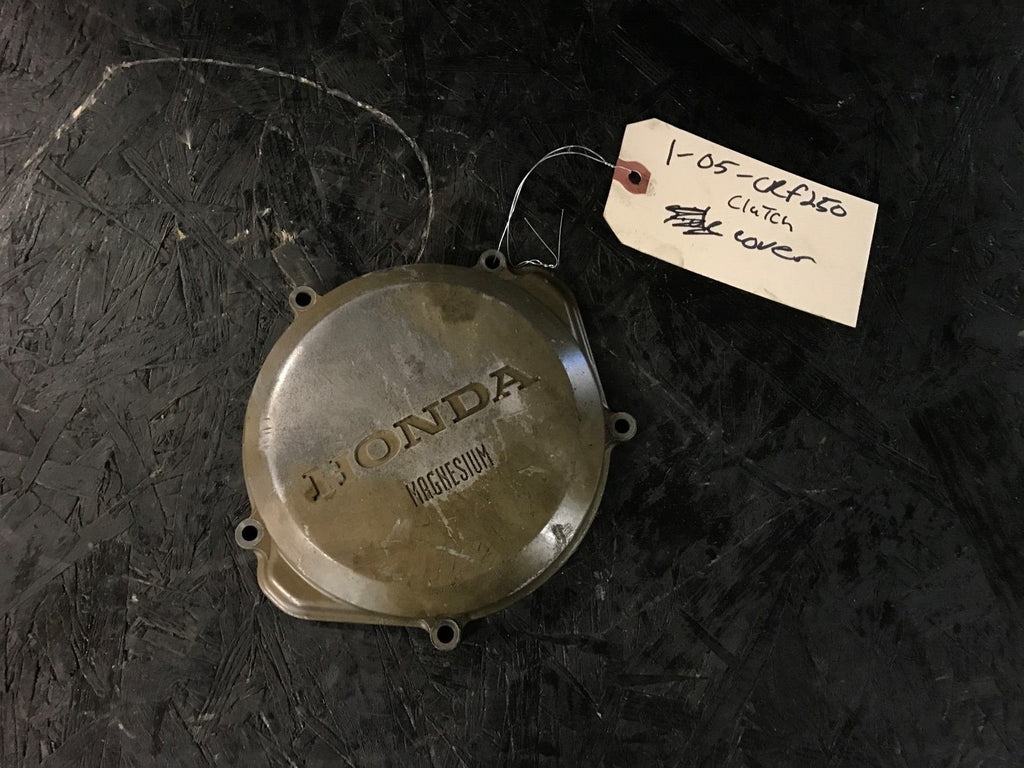 1-05-CRF250
Clutch
cover
HONDA
MAGNESIUM